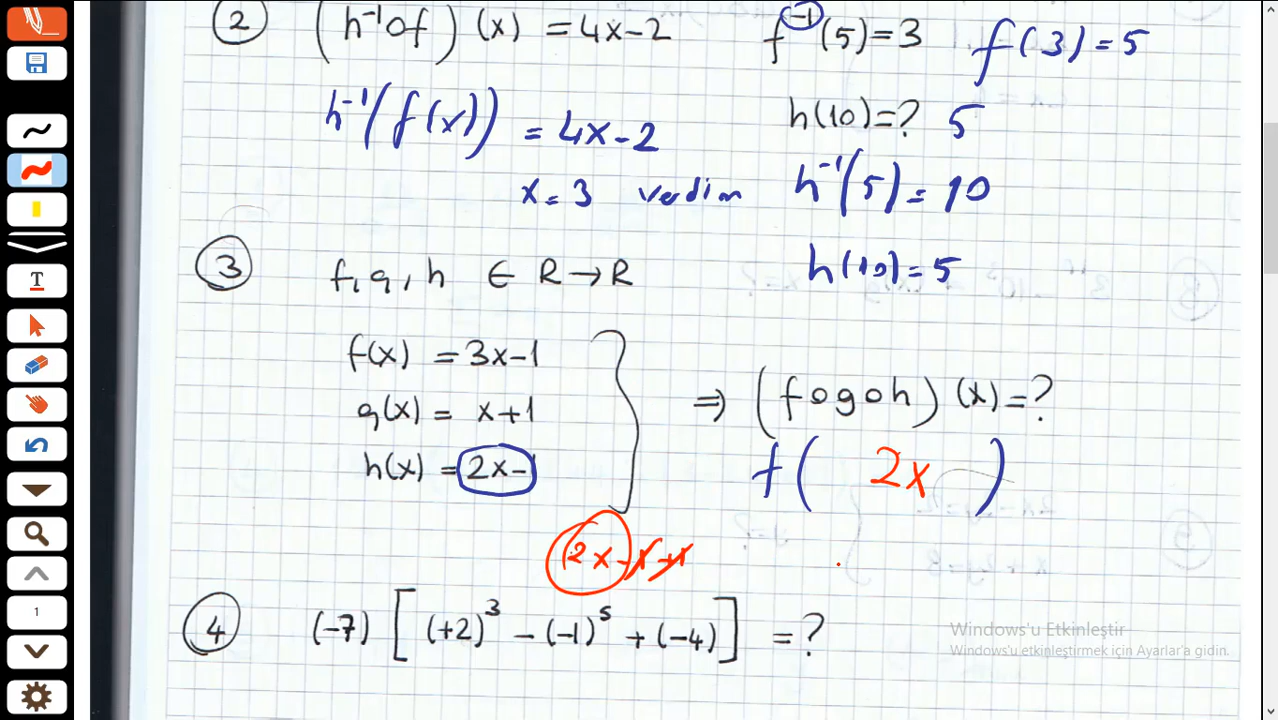 2 (h⁻¹of)(x) = 4x-2 f⁻¹(5)=3 f(3)=5
h⁻¹(f(x)) = 4x-2 h(10)=? 5
x=3 verdim h⁻¹(5)=10
3 f,g,h ∈ R→R h(10)=5
f(x) = 3x-1
g(x) = x+1 ⇒ (fogoh)(x)=?
h(x) = 2x-1 f( 2x )
2x-1+1
4 (-7) [(+2)³ - (-1)⁵ + (-4)] = ?
T
1
Windows'u Etkinleştir
Windows'u etkinleştirmek için Ayarlar'a gidin.